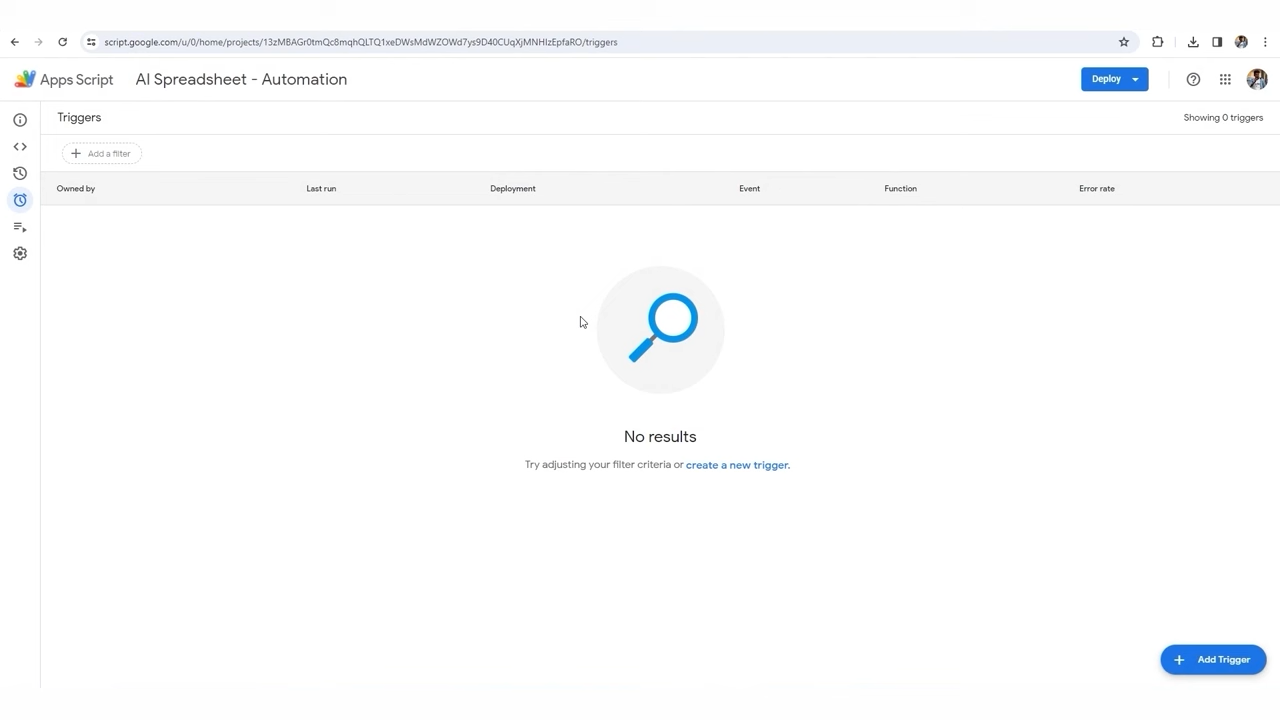 script.google.com/u/0/home/projects/13zMBAGr0tmQc8mqhQLTQ1xeDWsMdWZOWd7ys9D40CUqXjMNHIzEpfaRO/triggers
Apps Script AI Spreadsheet - Automation Deploy
Triggers Showing 0 triggers
Add a filter
Owned by Last run Deployment Event Function Error rate
No results
Try adjusting your filter criteria or create a new trigger.
Add Trigger